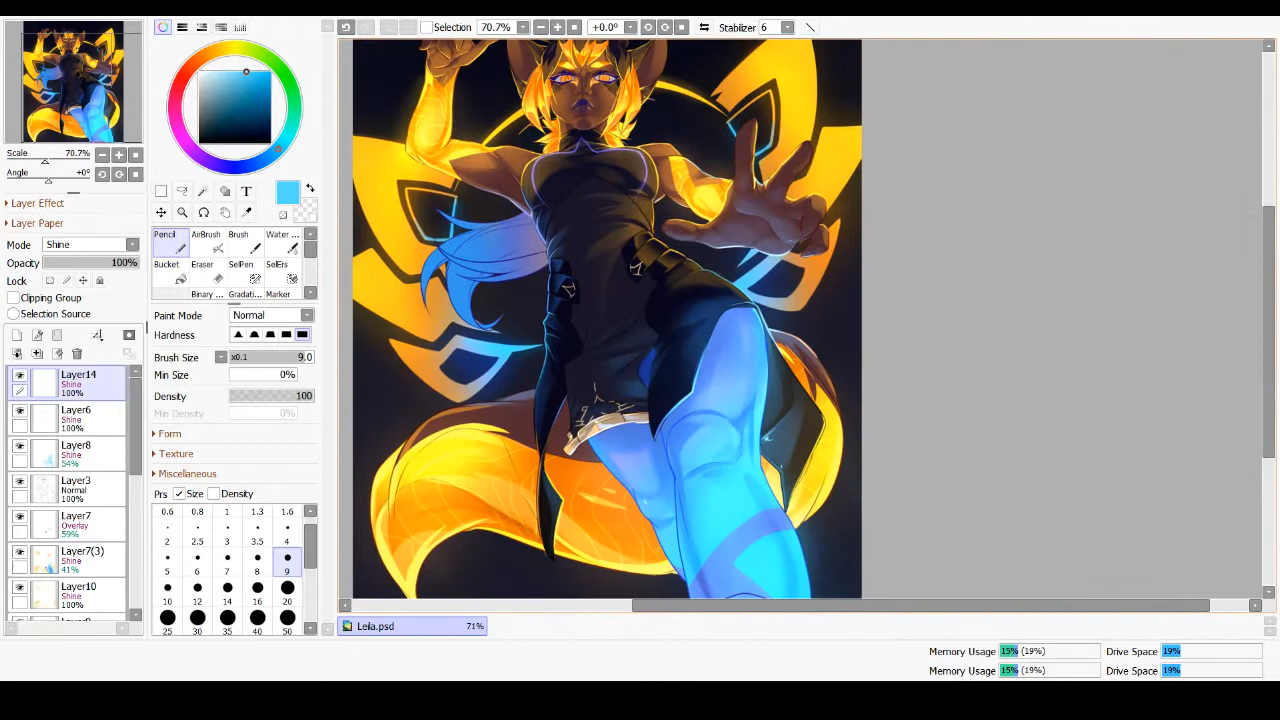 Selection 70.7% +0.0° Stabilizer 6
Scale 70.7%
Angle +0°
Layer Effect
Layer Paper
Mode Shine
Opacity 100%
Lock
Clipping Group
Selection Source
Layer14
Shine
100%
Layer6
Shine
100%
Layer8
Shine
54%
Layer3
Normal
100%
Layer7
Overlay
59%
Layer7(3)
Shine
41%
Layer10
Shine
100%
T
Pencil AirBrush Brush Water ...
Bucket Eraser SelPen SelErs
Binary ... Gradati... Marker
Paint Mode Normal
Hardness
Brush Size x0.1 9.0
Min Size 0%
Density 100
Min Density 0%
Form
Texture
Miscellaneous
Prs Size Density
0.6 0.8 1 1.3 1.6
2 2.5 3 3.5 4
5 6 7 8 9
10 12 14 16 20
25 30 35 40 50
Leila.psd 71%
Memory Usage 15% (19%) Drive Space 19%
Memory Usage 15% (19%) Drive Space 19%